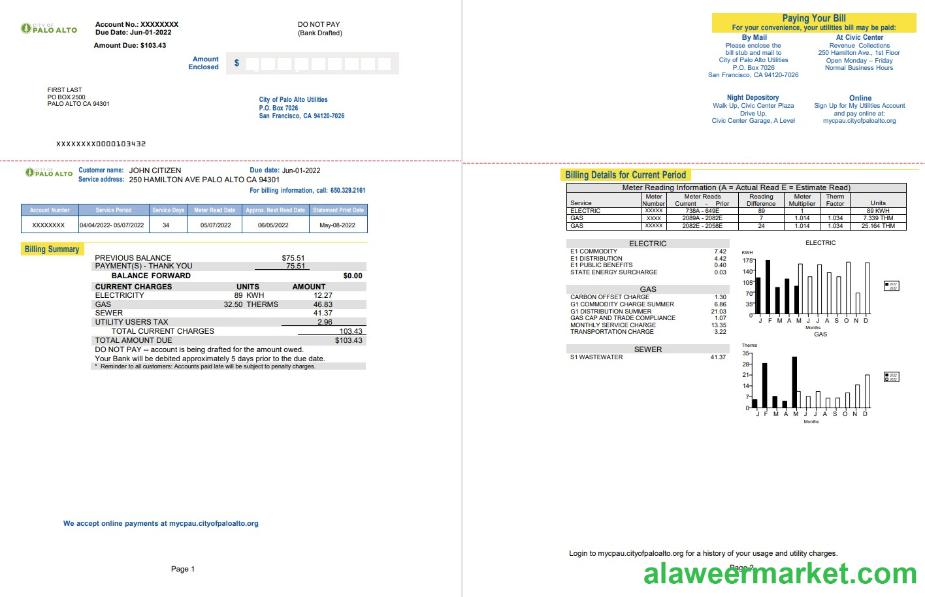 CITY OF
PALO ALTO
Account No.: XXXXXXXX
Due Date: Jun-01-2022
Amount Due: $103.43
DO NOT PAY
(Bank Drafted)
Amount
Enclosed
$
FIRST LAST
PO BOX 2500
PALO ALTO CA 94301
City of Palo Alto Utilities
P.O. Box 7026
San Francisco, CA 94120-7026
XXXXXXXX0000103432
Paying Your Bill
For your convenience, your utilities bill may be paid:
By Mail
Please enclose the
bill stub and mail to
City of Palo Alto Utilities
P.O. Box 7026
San Francisco, CA 94120-7026
At Civic Center
Revenue Collections
250 Hamilton Ave., 1st Floor
Open Monday – Friday
Normal Business Hours
Night Depository
Walk Up, Civic Center Plaza
Drive Up,
Civic Center Garage, A Level
Online
Sign Up for My Utilities Account
and pay online at:
mycpau.cityofpaloalto.org
CITY OF
PALO ALTO
Customer name: JOHN CITIZEN Due date: Jun-01-2022
Service address: 250 HAMILTON AVE PALO ALTO CA 94301
For billing information, call: 650.329.2161
Account Number Service Period Service Days Meter Read Date Approx. Next Read Date Statement Print Date
XXXXXXXX 04/04/2022- 05/07/2022 34 05/07/2022 06/05/2022 May-08-2022
Billing Summary
PREVIOUS BALANCE $75.51
PAYMENT(S) - THANK YOU 75.51
BALANCE FORWARD $0.00
CURRENT CHARGES UNITS AMOUNT
ELECTRICITY 89 KWH 12.27
GAS 32.50 THERMS 46.83
SEWER 41.37
UTILITY USERS TAX 2.96
TOTAL CURRENT CHARGES 103.43
TOTAL AMOUNT DUE $103.43
DO NOT PAY -- account is being drafted for the amount owed.
Your Bank will be debited approximately 5 days prior to the due date.
* Reminder to all customers: Accounts paid late will be subject to penalty charges.
We accept online payments at mycpau.cityofpaloalto.org
Page 1
Billing Details for Current Period
Meter Reading Information (A = Actual Read E = Estimate Read)
Service Meter Number Meter Reads Current - Prior Reading Difference Meter Multiplier Therm Factor Units
ELECTRIC XXXXX 738A - 649E 89 1 89 KWH
GAS XXXX 2089A - 2082E 7 1.014 1.034 7.339 THM
GAS XXXXX 2082E - 2058E 24 1.014 1.034 25.164 THM
ELECTRIC
E1 COMMODITY 7.42
E1 DISTRIBUTION 4.42
E1 PUBLIC BENEFITS 0.40
STATE ENERGY SURCHARGE 0.03
GAS
CARBON OFFSET CHARGE 1.30
G1 COMMODITY CHARGE SUMMER 6.86
G1 DISTRIBUTION SUMMER 21.03
GAS CAP AND TRADE COMPLIANCE 1.07
MONTHLY SERVICE CHARGE 13.35
TRANSPORTATION CHARGE 3.22
SEWER
S1 WASTEWATER 41.37
ELECTRIC
KWH
175
140
105
70
35
0
J F M A M J J A S O N D
Months
GAS
Therms
35
28
21
14
7
0
J F M A M J J A S O N D
Months
Login to mycpau.cityofpaloalto.org for a history of your usage and utility charges.
Page 2
alaweermarket.com